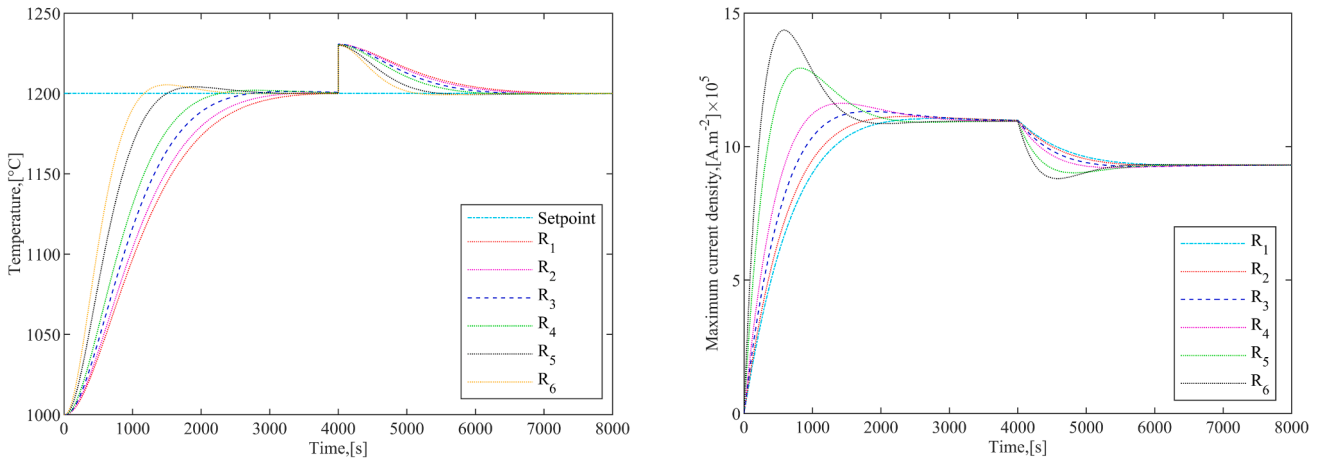 1250
1200
1150
1100
1050
1000
Temperature,[°C]
0 1000 2000 3000 4000 5000 6000 7000 8000
Time,[s]
Setpoint
R1
R2
R3
R4
R5
R6
15
10
5
0
Maximum current density,[A.m-2]×10^5
0 1000 2000 3000 4000 5000 6000 7000 8000
Time,[s]
R1
R2
R3
R4
R5
R6